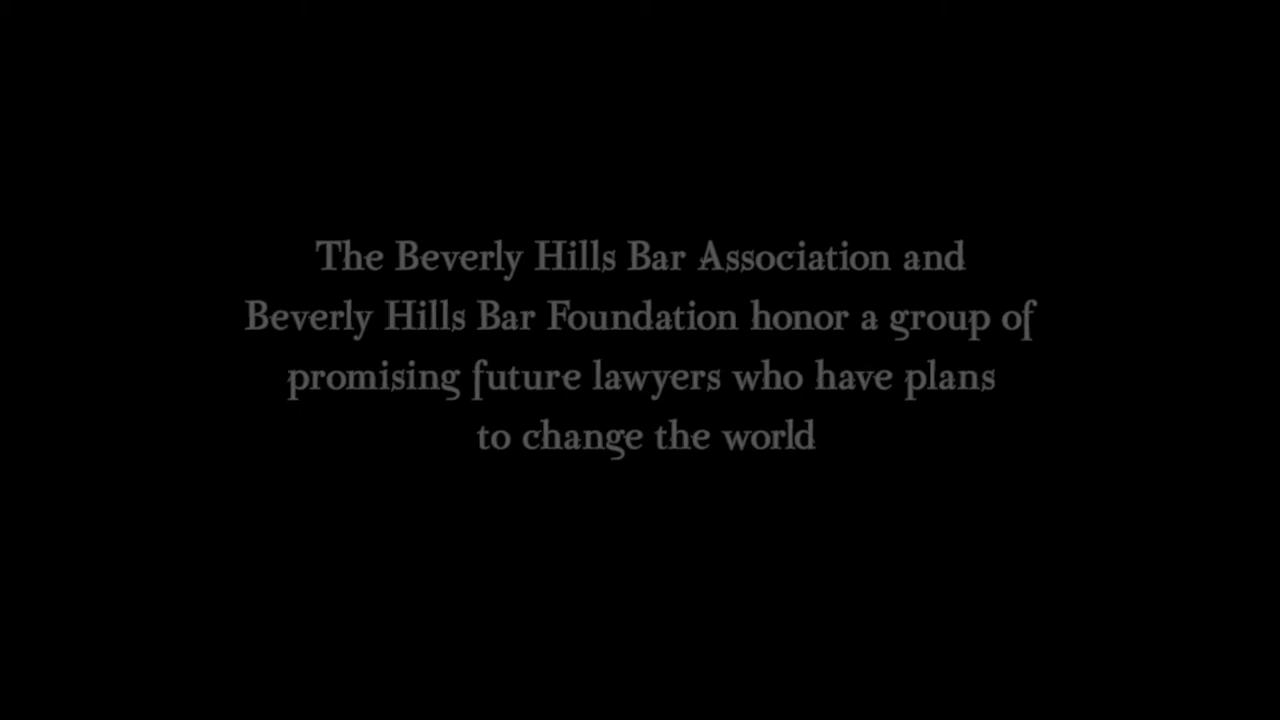 The Beverly Hills Bar Association and
Beverly Hills Bar Foundation honor a group of
promising future lawyers who have plans
to change the world